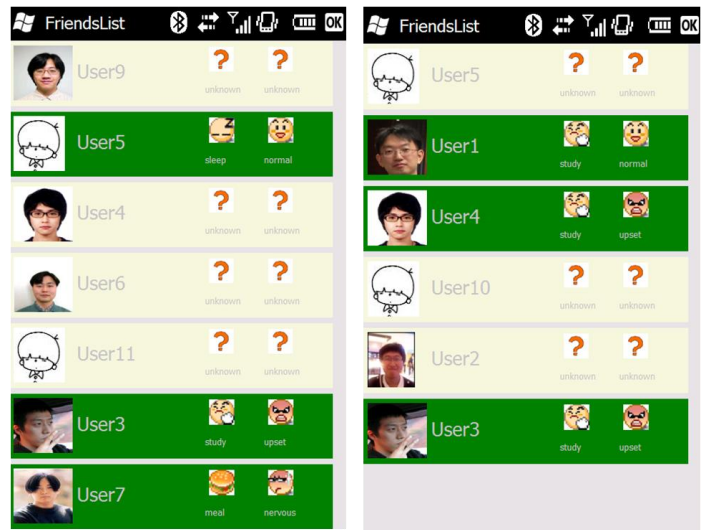 FriendsList OK
User9
unknown unknown
User5
sleep normal
User4
unknown unknown
User6
unknown unknown
User11
unknown unknown
User3
study upset
User7
meal nervous
FriendsList OK
User5
unknown unknown
User1
study normal
User4
study upset
User10
unknown unknown
User2
unknown unknown
User3
study upset